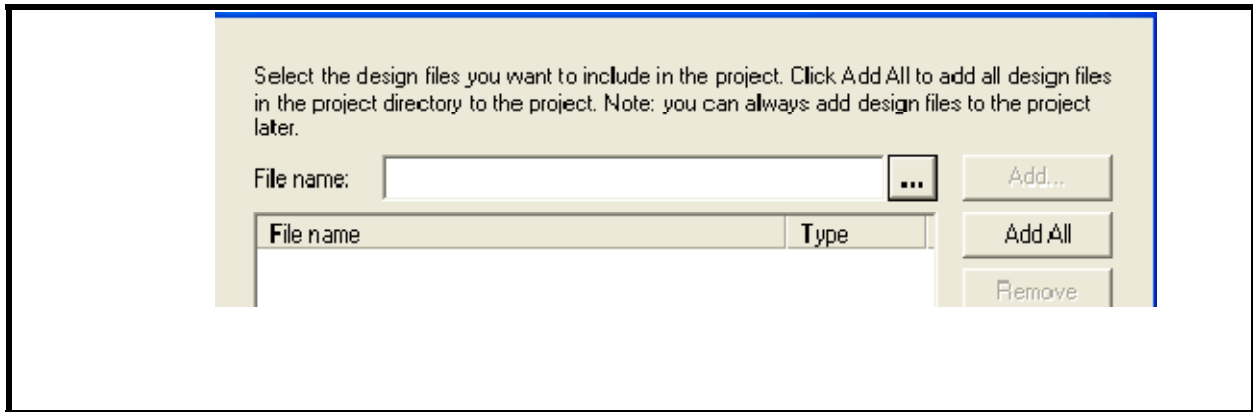 Select the design files you want to include in the project. Click Add All to add all design files
in the project directory to the project. Note: you can always add design files to the project
later.
File name: ... Add...
File name Type Add All
Remove